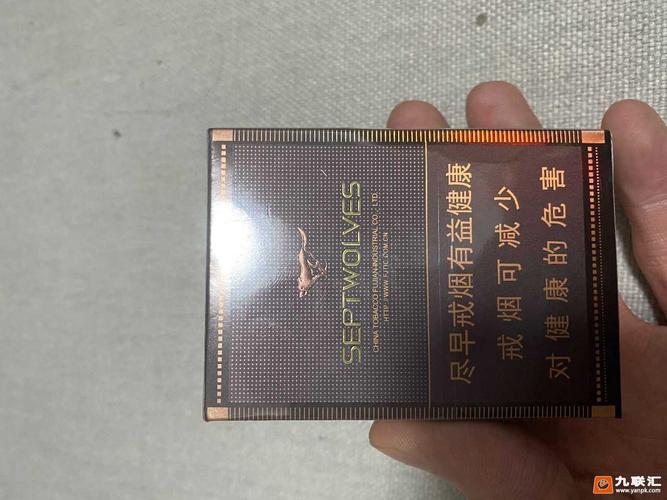 SEPTWOLVES
CHINA TOBACCO FUJIAN INDUSTRIAL CO., LTD.
HTTP://WWW.FJTIC.COM.CN
尽早戒烟有益健康
戒烟可减少
对健康的危害
九联汇
www.yanpk.com